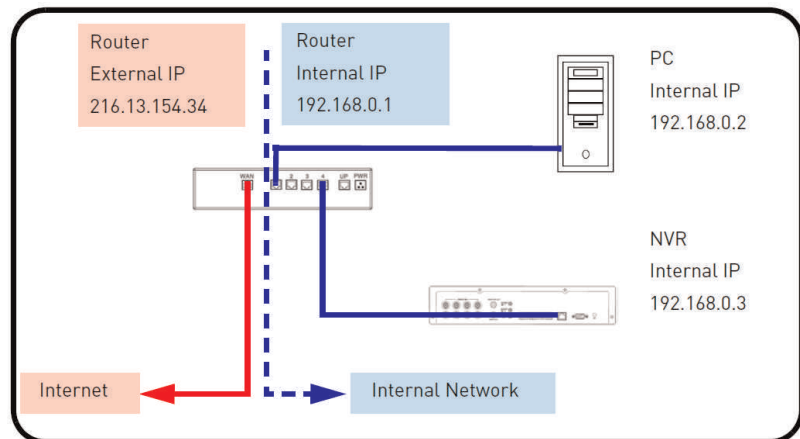 Router
External IP
216.13.154.34
Router
Internal IP
192.168.0.1
PC
Internal IP
192.168.0.2
WAN 2 3 4 UP PWR
NVR
Internal IP
192.168.0.3
Internet
Internal Network